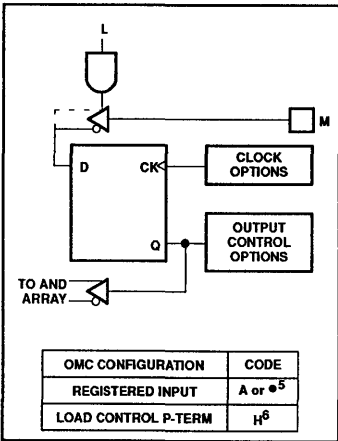 L
M
D CK
CLOCK
OPTIONS
Q
OUTPUT
CONTROL
OPTIONS
TO AND
ARRAY
OMC CONFIGURATION CODE
REGISTERED INPUT A or ●5
LOAD CONTROL P-TERM H6